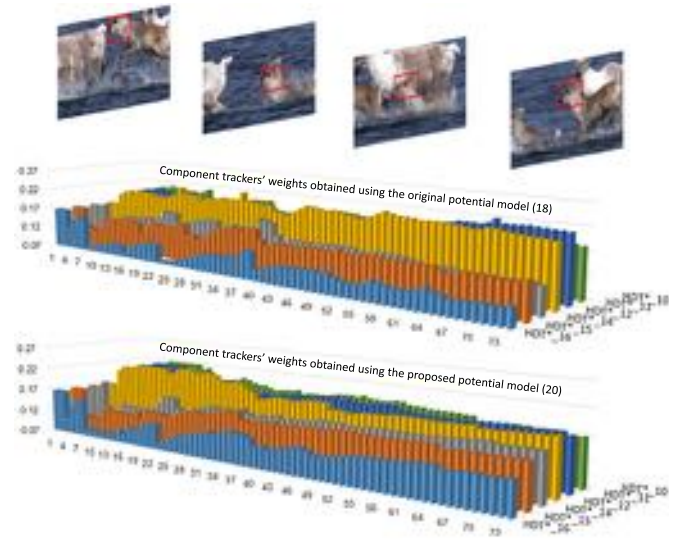 0.37
Component trackers' weights obtained using the original potential model (18)
0.22
0.17
0.12
0.07
1 4 7 10 13 16 19 22 25 28 31 34 37 40 43 46 49 52 55 58 61 64 67 70 73
0.27
Component trackers' weights obtained using the proposed potential model (20)
0.22
0.17
0.12
0.07
1 4 7 10 13 16 19 22 25 28 31 34 37 40 43 46 49 52 55 58 61 64 67 70 73